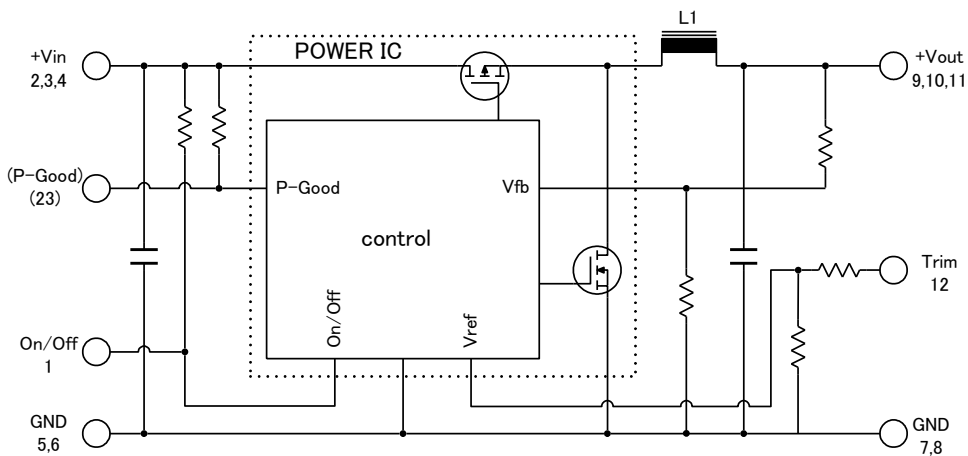 L1
POWER IC
+Vin
2,3,4
+Vout
9,10,11
(P-Good)
(23)
P-Good
Vfb
control
Trim
12
On/Off
Vref
On/Off
1
GND
5,6
GND
7,8